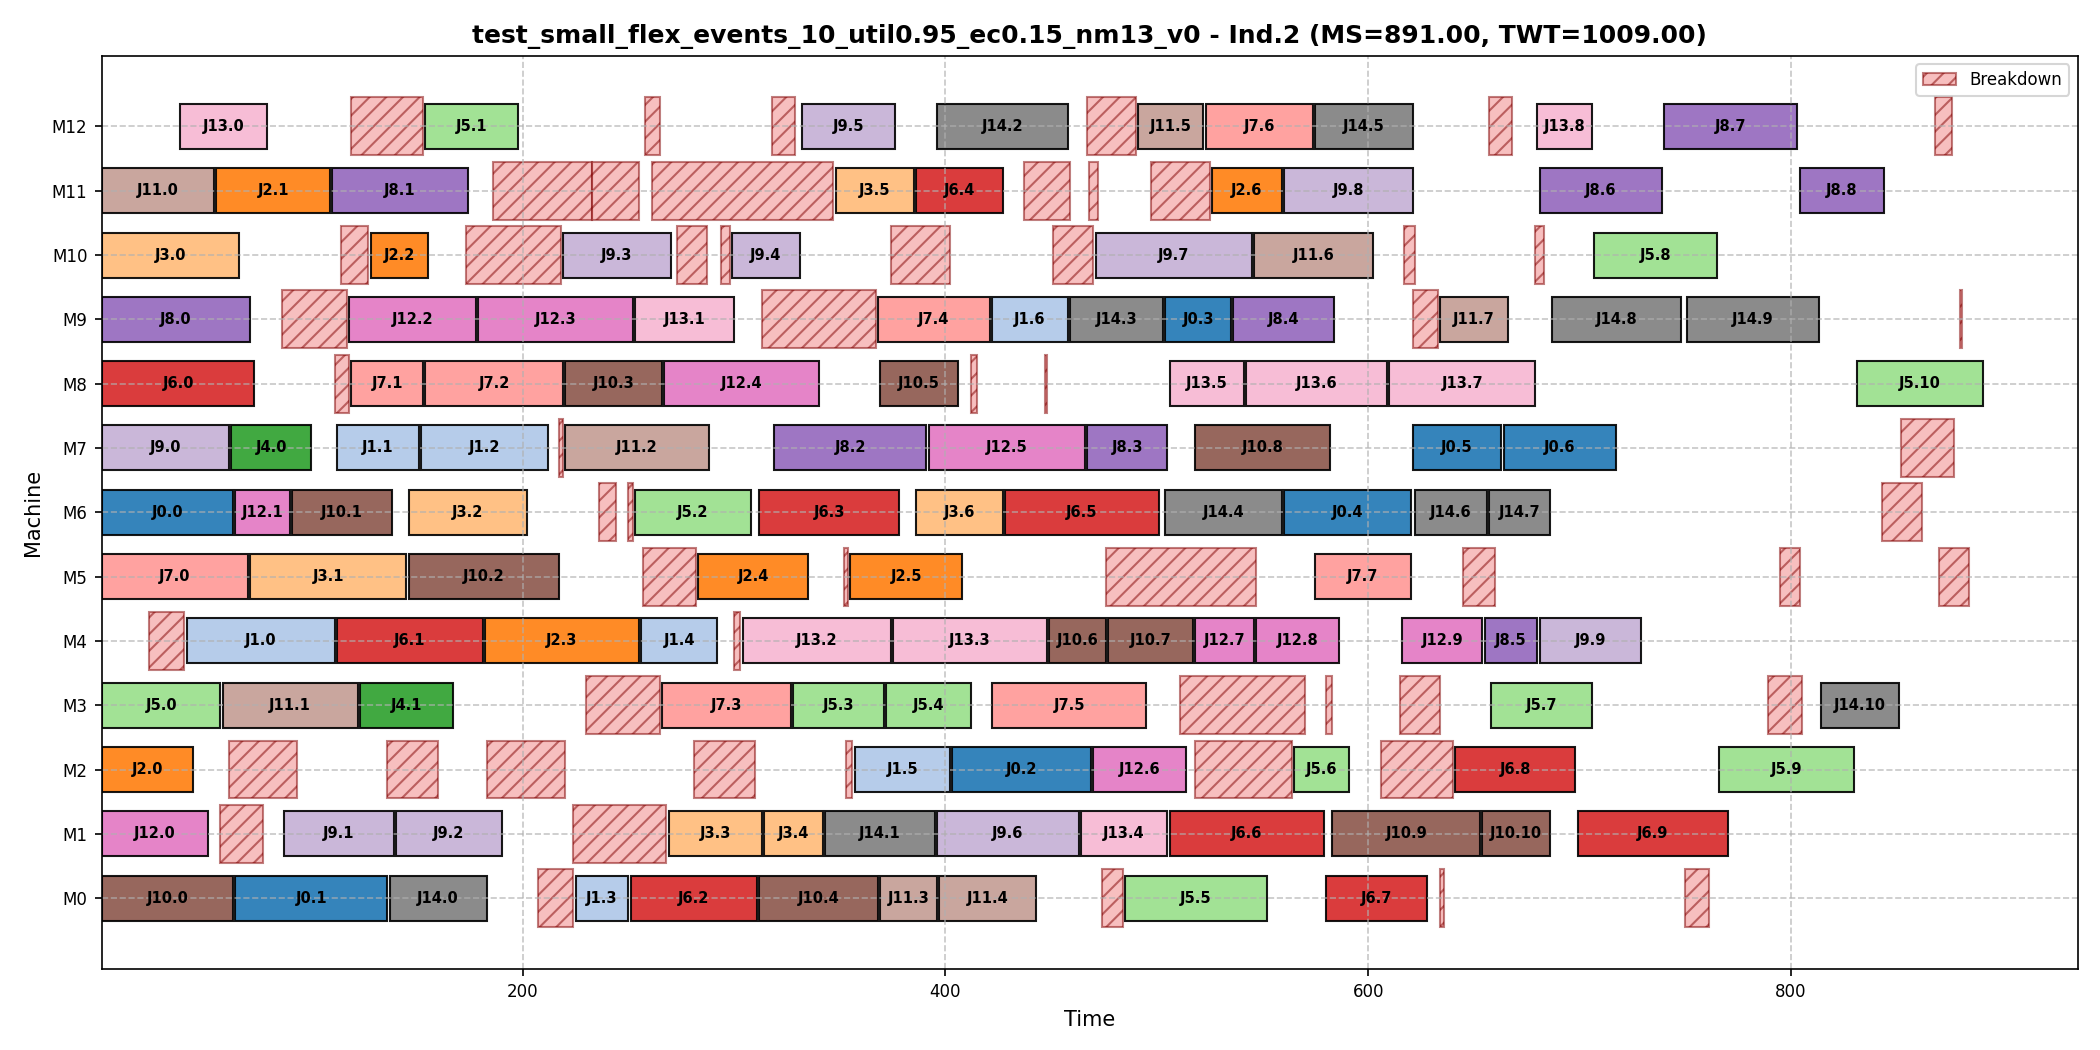 test_small_flex_events_10_util0.95_ec0.15_nm13_v0 - Ind.2 (MS=891.00, TWT=1009.00)
Breakdown
M12 J13.0 J5.1 J9.5 J14.2 J11.5 J7.6 J14.5 J13.8 J8.7
M11 J11.0 J2.1 J8.1 J3.5 J6.4 J2.6 J9.8 J8.6 J8.8
M10 J3.0 J2.2 J9.3 J9.4 J9.7 J11.6 J5.8
M9 J8.0 J12.2 J12.3 J13.1 J7.4 J1.6 J14.3 J0.3 J8.4 J11.7 J14.8 J14.9
M8 J6.0 J7.1 J7.2 J10.3 J12.4 J10.5 J13.5 J13.6 J13.7 J5.10
M7 J9.0 J4.0 J1.1 J1.2 J11.2 J8.2 J12.5 J8.3 J10.8 J0.5 J0.6
M6 J0.0 J12.1 J10.1 J3.2 J5.2 J6.3 J3.6 J6.5 J14.4 J0.4 J14.6 J14.7
M5 J7.0 J3.1 J10.2 J2.4 J2.5 J7.7
M4 J1.0 J6.1 J2.3 J1.4 J13.2 J13.3 J10.6 J10.7 J12.7 J12.8 J12.9 J8.5 J9.9
M3 J5.0 J11.1 J4.1 J7.3 J5.3 J5.4 J7.5 J5.7 J14.10
M2 J2.0 J1.5 J0.2 J12.6 J5.6 J6.8 J5.9
M1 J12.0 J9.1 J9.2 J3.3 J3.4 J14.1 J9.6 J13.4 J6.6 J10.9 J10.10 J6.9
M0 J10.0 J0.1 J14.0 J1.3 J6.2 J10.4 J11.3 J11.4 J5.5 J6.7
Machine
200 400 600 800
Time